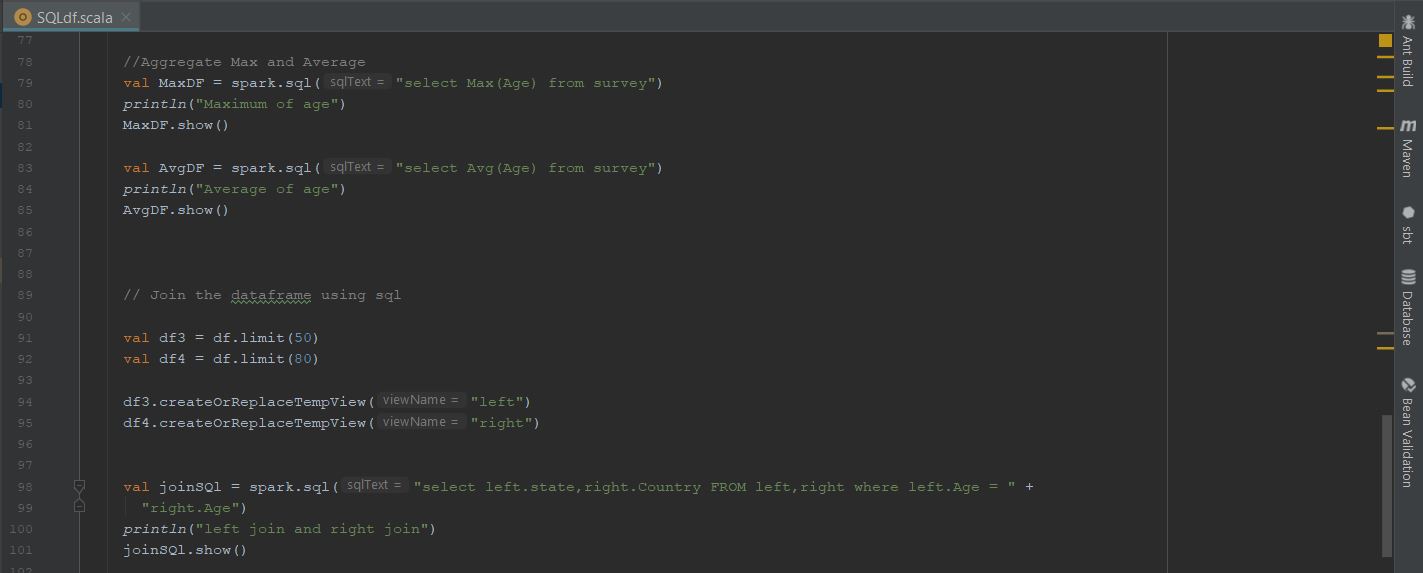 SQLdf.scala
77
78 //Aggregate Max and Average
79 val MaxDF = spark.sql( sqlText = "select Max(Age) from survey")
80 println("Maximum of age")
81 MaxDF.show()
82
83 val AvgDF = spark.sql( sqlText = "select Avg(Age) from survey")
84 println("Average of age")
85 AvgDF.show()
86
87
88
89 // Join the dataframe using sql
90
91 val df3 = df.limit(50)
92 val df4 = df.limit(80)
93
94 df3.createOrReplaceTempView( viewName = "left")
95 df4.createOrReplaceTempView( viewName = "right")
96
97
98 val joinSQl = spark.sql( sqlText = "select left.state,right.Country FROM left,right where left.Age = " +
99 "right.Age")
100 println("left join and right join")
101 joinSQl.show()
102
Ant Build
Maven
sbt
Database
Bean Validation